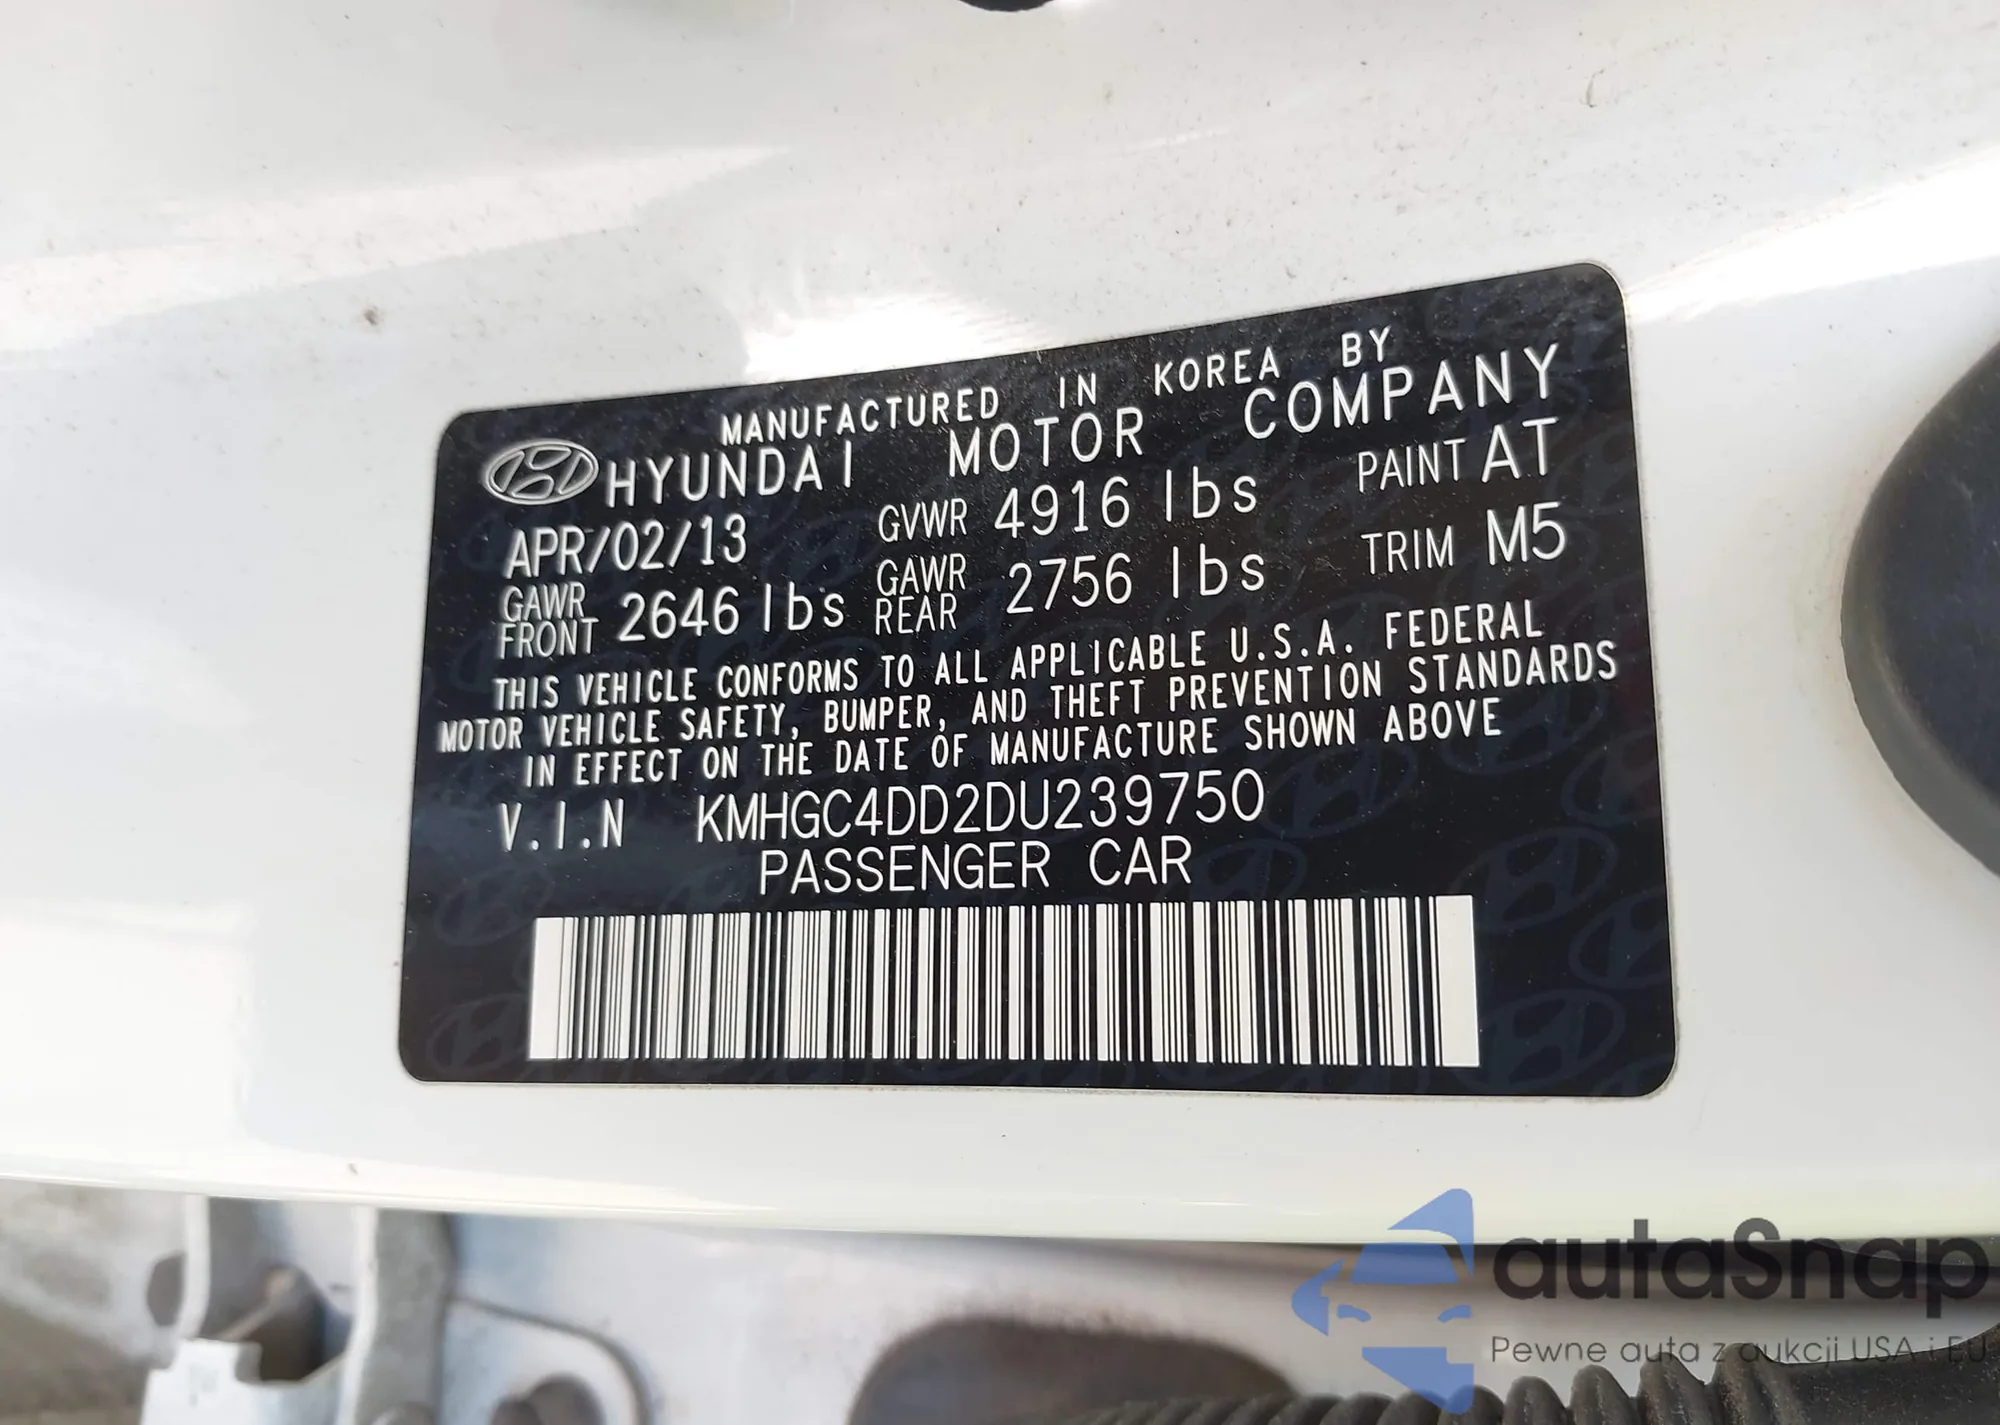 MANUFACTURED IN KOREA BY
HYUNDAI MOTOR COMPANY
APR/02/13 GVWR 4916 lbs PAINT AT
GAWR FRONT 2646 lbs GAWR REAR 2756 lbs TRIM M5
THIS VEHICLE CONFORMS TO ALL APPLICABLE U.S.A. FEDERAL
MOTOR VEHICLE SAFETY, BUMPER, AND THEFT PREVENTION STANDARDS
IN EFFECT ON THE DATE OF MANUFACTURE SHOWN ABOVE
V.I.N KMHGC4DD2DU239750
PASSENGER CAR
autaSnap
Pewne auta z aukcji USA i EU